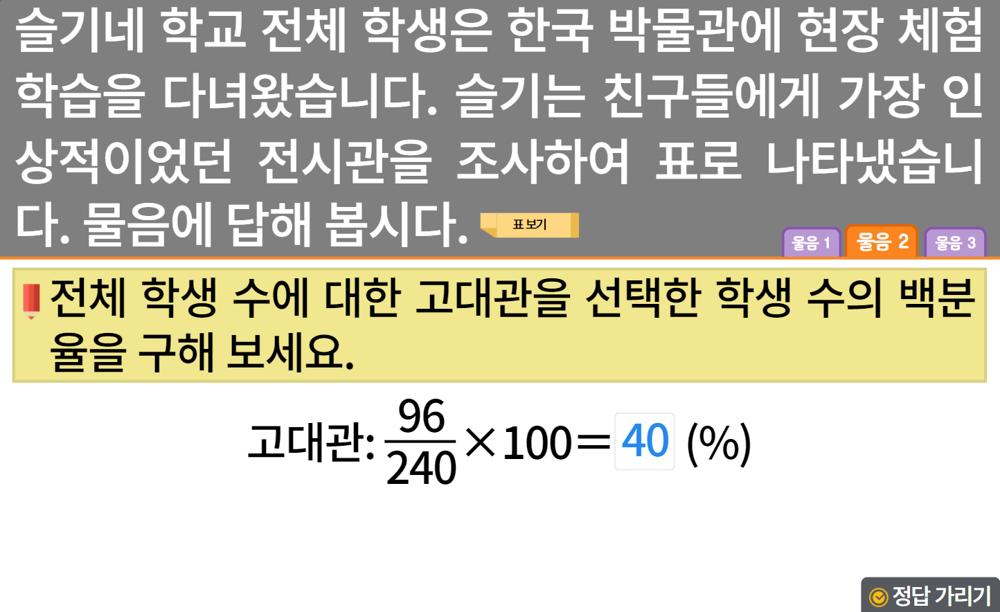 슬기네 학교 전체 학생은 한국 박물관에 현장 체험
학습을 다녀왔습니다. 슬기는 친구들에게 가장 인
상적이었던 전시관을 조사하여 표로 나타냈습니
다. 물음에 답해 봅시다. 표 보기
물음 1 물음 2 물음 3
전체 학생 수에 대한 고대관을 선택한 학생 수의 백분
율을 구해 보세요.
고대관: 96/240×100=40 (%)
정답 가리기